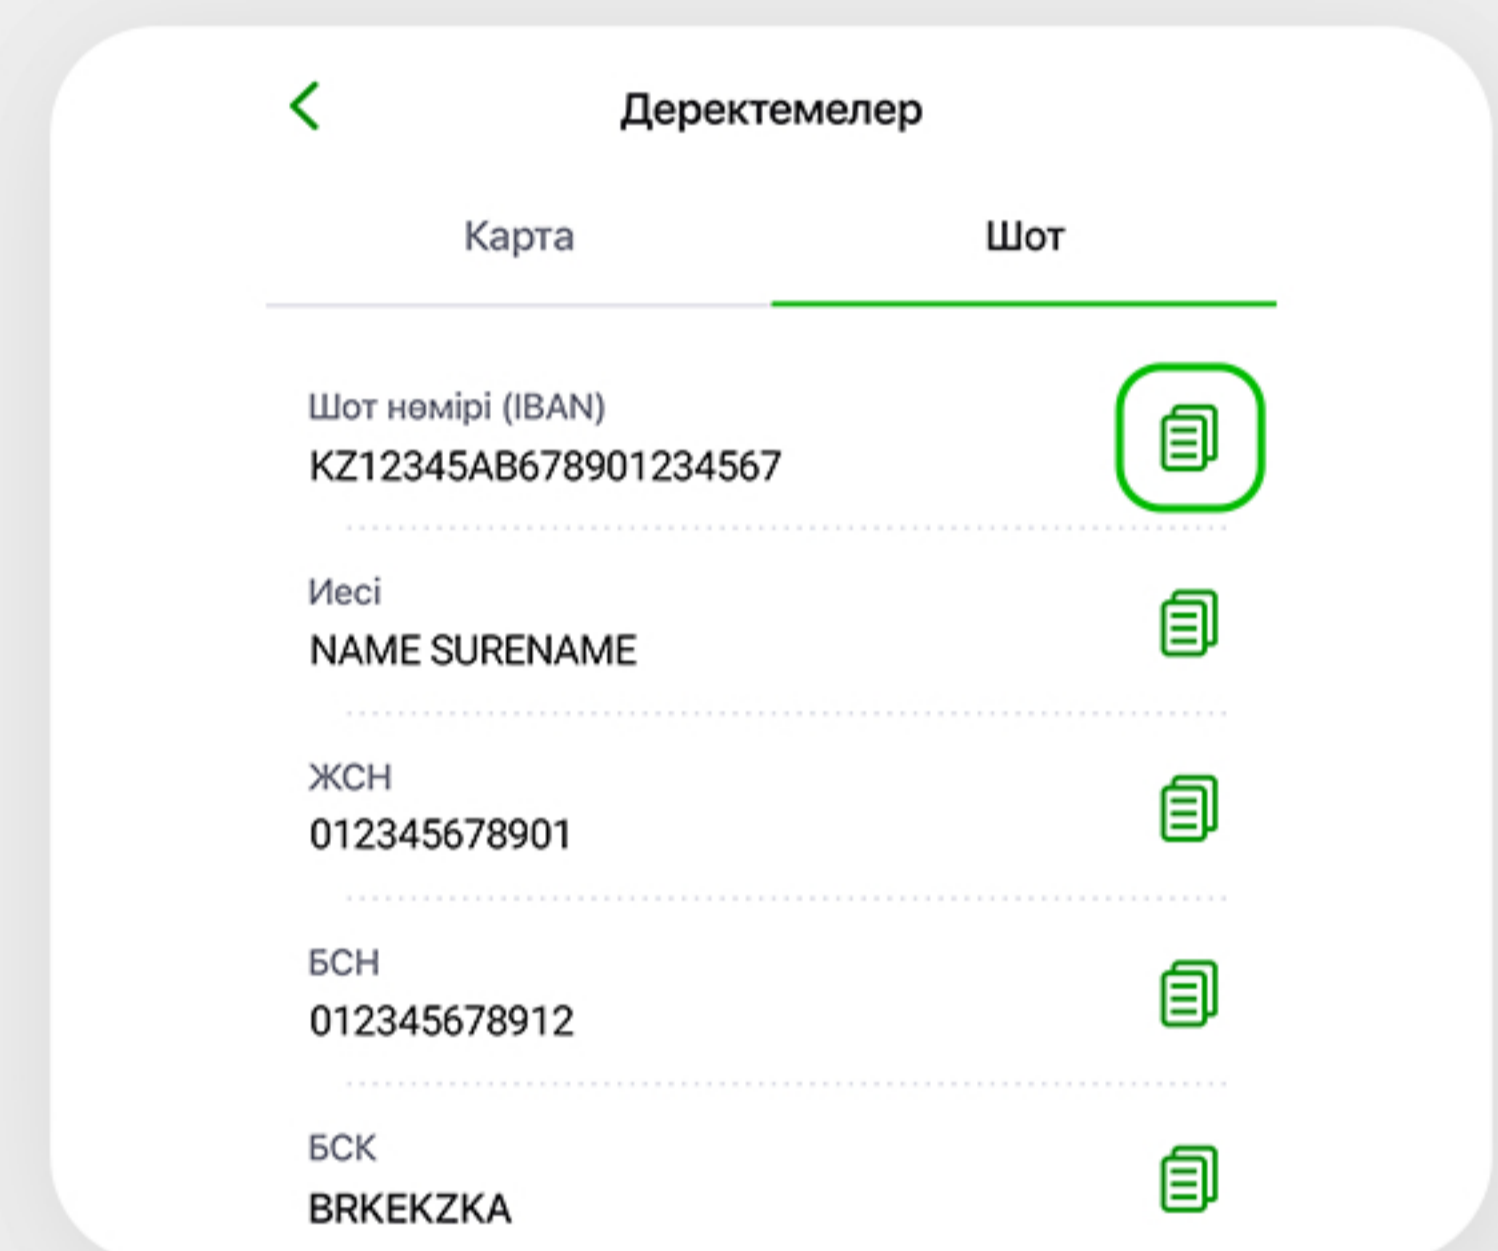 Деректемелер
Карта
Шот
Шот нөмірі (IBAN)
KZ12345AB678901234567
Иесі
NAME SURENAME
ЖСН
012345678901
БСН
012345678912
БСК
BRKEKZKA